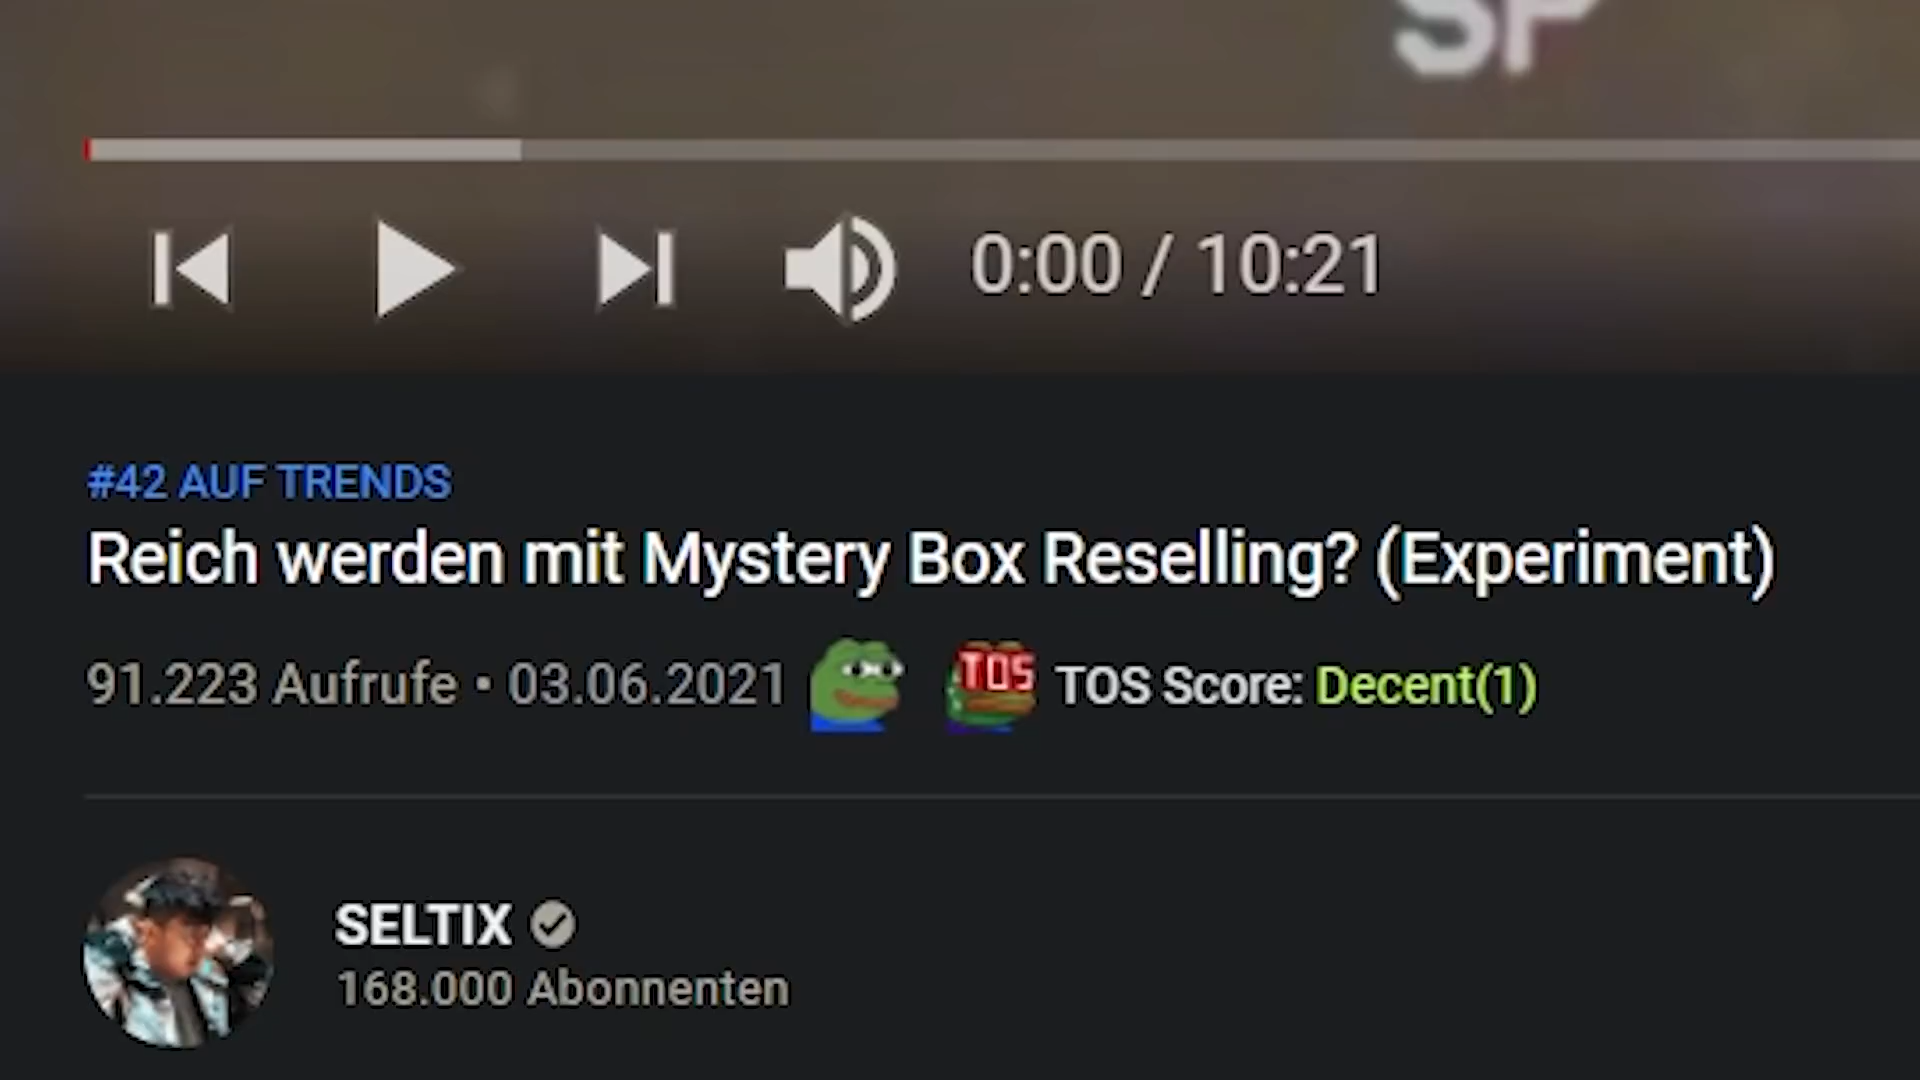 SP
0:00 / 10:21
#42 AUF TRENDS
Reich werden mit Mystery Box Reselling? (Experiment)
91.223 Aufrufe • 03.06.2021 TOS TOS Score: Decent(1)
SELTIX
168.000 Abonnenten